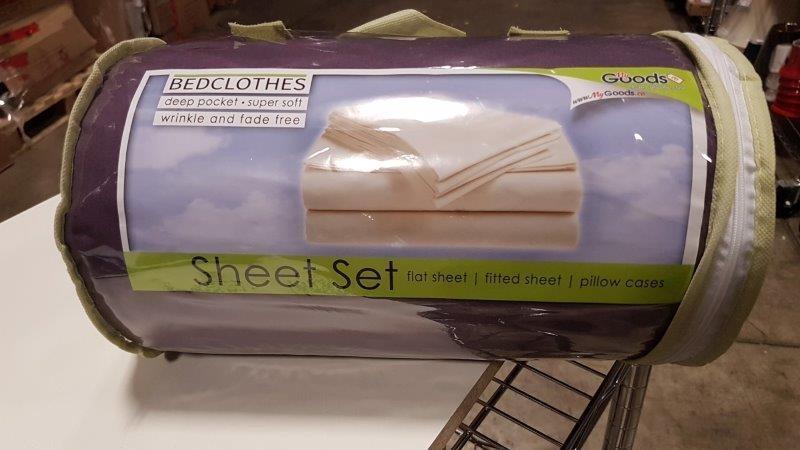 BEDCLOTHES
deep pocket • super soft
wrinkle and fade free
My Goods
www.MyGoods.
Sheet Set flat sheet | fitted sheet | pillow cases